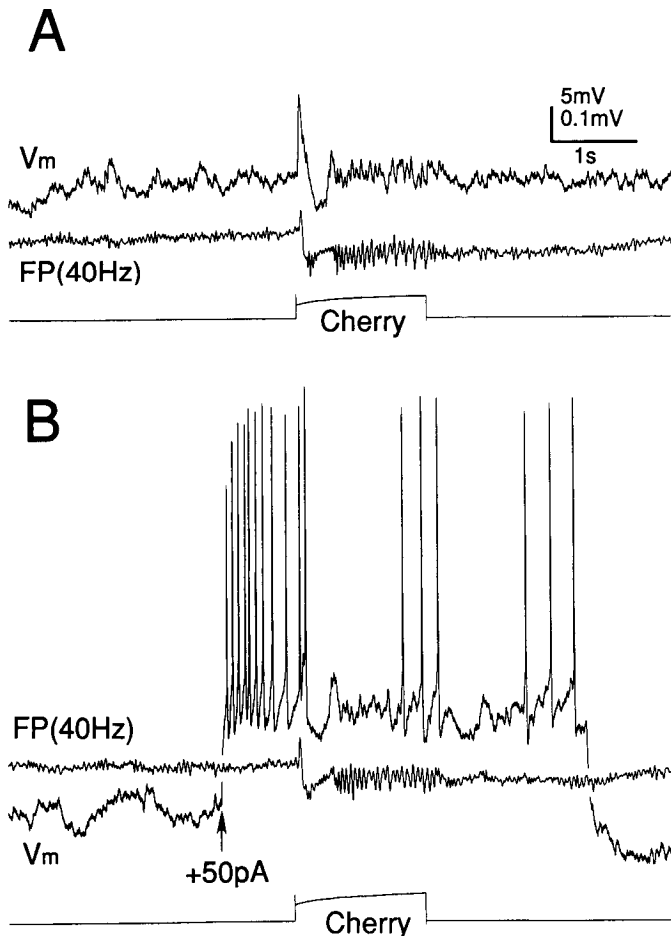 A
5mV
0.1mV
1s
Vm
FP(40Hz)
Cherry
B
FP(40Hz)
Vm
+50pA
Cherry